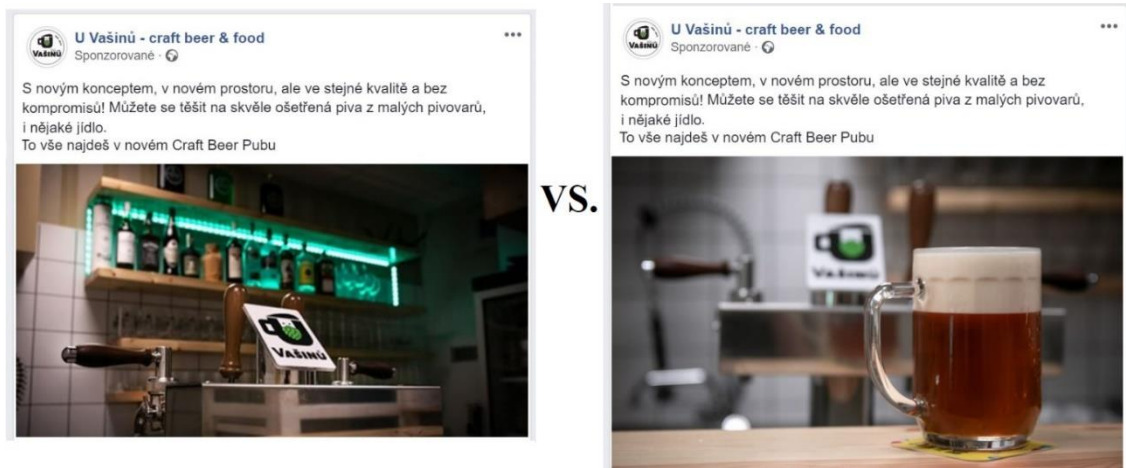 U Vašinů - craft beer & food
Sponzorované ·
S novým konceptem, v novém prostoru, ale ve stejné kvalitě a bez
kompromisů! Můžete se těšit na skvěle ošetřená piva z malých pivovarů,
i nějaké jídlo.
To vše najdeš v novém Craft Beer Pubu
VAŠINŮ
VAŠINŮ
VS.
U Vašinů - craft beer & food
Sponzorované ·
S novým konceptem, v novém prostoru, ale ve stejné kvalitě a bez
kompromisů! Můžete se těšit na skvěle ošetřená piva z malých pivovarů,
i nějaké jídlo.
To vše najdeš v novém Craft Beer Pubu
VAŠINŮ
VAŠINŮ